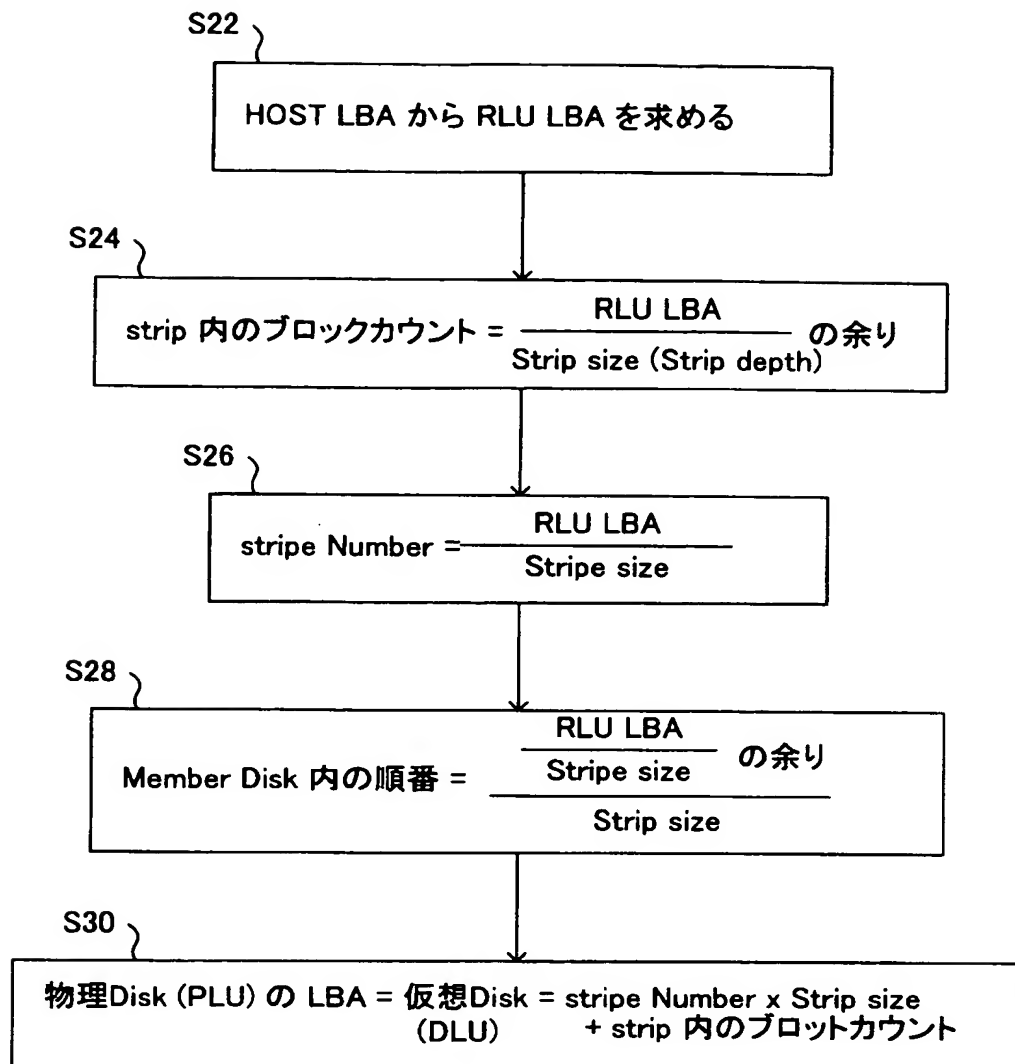 S22
HOST LBA から RLU LBA を求める
S24
RLU LBA
strip 内のブロックカウント = の余り
Strip size (Strip depth)
S26
RLU LBA
stripe Number =
Stripe size
S28
RLU LBA
の余り
Stripe size
Member Disk 内の順番 =
Strip size
S30
物理Disk (PLU) の LBA = 仮想Disk = stripe Number x Strip size
(DLU) + strip 内のブロットカウント